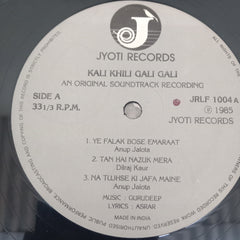 J
JYOTI RECORDS
KALI KHILI GALI GALI
AN ORIGINAL SOUNDTRACK RECORDING
SIDE A
33 1/3 R.P.M.
JRLF 1004 A
℗ 1985
JYOTI RECORDS
1. YE FALAK BOSE EMARAAT
Anup Jalota
2. TAN HAI NAZUK MERA
Dilraj Kaur
3. NA TUJHSE KI JAFA MAINE
Anup Jalota
MUSIC : GURUDEEP
LYRICS : ASRAR
MADE IN INDIA